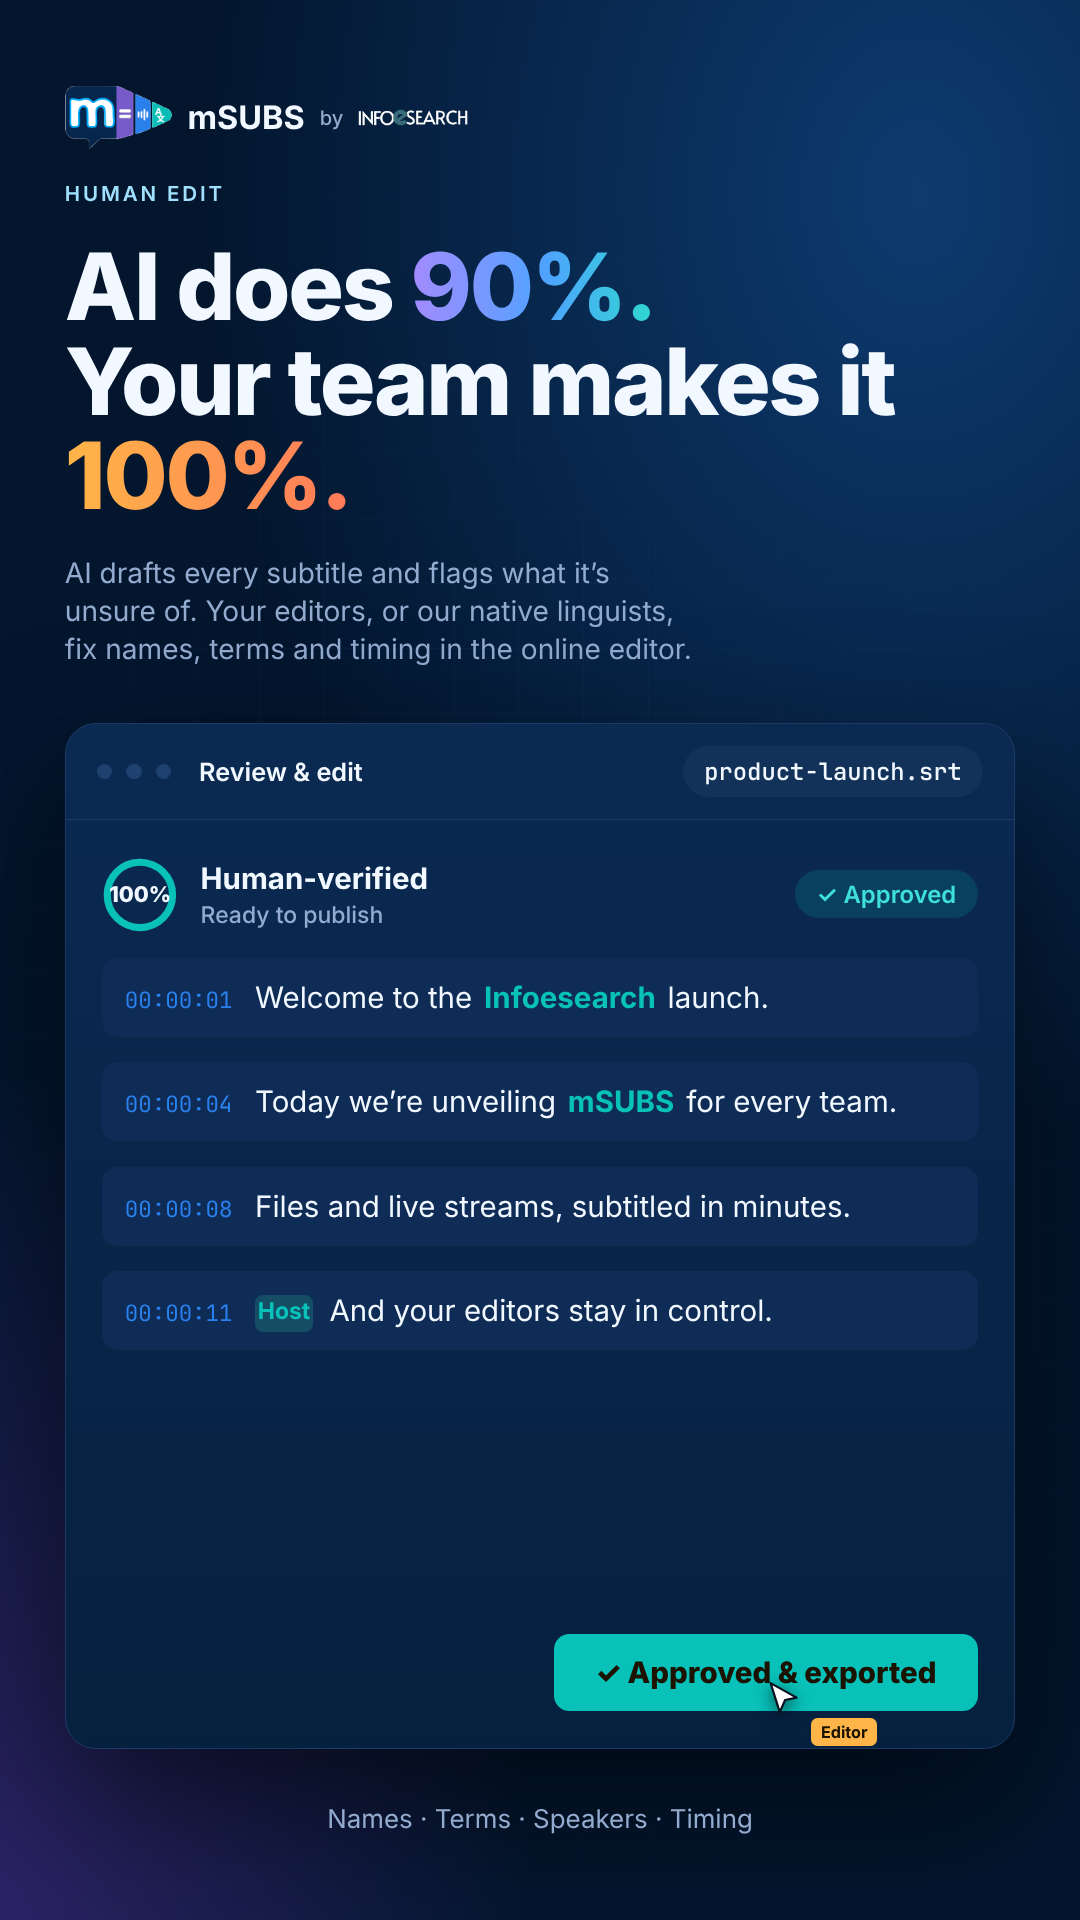 m
mSUBS by INFOeSEARCH
HUMAN EDIT
AI does 90%.
Your team makes it
100%.
AI drafts every subtitle and flags what it’s
unsure of. Your editors, or our native linguists,
fix names, terms and timing in the online editor.
Review & edit
product-launch.srt
100%
Human-verified
Ready to publish
✓ Approved
00:00:01 Welcome to the Infoesearch launch.
00:00:04 Today we’re unveiling mSUBS for every team.
00:00:08 Files and live streams, subtitled in minutes.
00:00:11 Host And your editors stay in control.
✓ Approved & exported
Editor
Names · Terms · Speakers · Timing